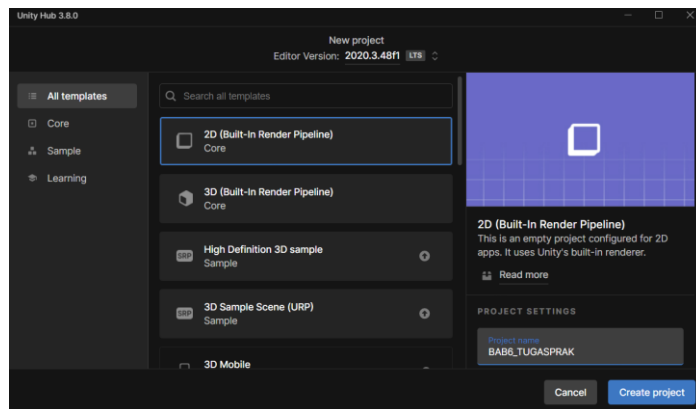 Unity Hub 3.8.0
New project
Editor Version: 2020.3.48f1 LTS
All templates
Core
Sample
Learning
Search all templates
2D (Built-In Render Pipeline)
Core
3D (Built-In Render Pipeline)
Core
SRP
High Definition 3D sample
Sample
SRP
3D Sample Scene (URP)
Sample
3D Mobile
2D (Built-In Render Pipeline)
This is an empty project configured for 2D
apps. It uses Unity's built-in renderer.
Read more
PROJECT SETTINGS
Project name
BAB6_TUGASPRAK
Cancel
Create project